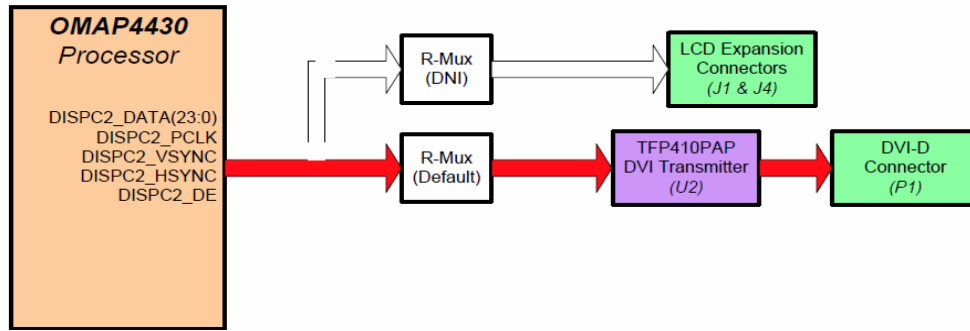 OMAP4430
Processor
DISPC2_DATA(23:0)
DISPC2_PCLK
DISPC2_VSYNC
DISPC2_HSYNC
DISPC2_DE
R-Mux
(DNI)
LCD Expansion
Connectors
(J1 & J4)
R-Mux
(Default)
TFP410PAP
DVI Transmitter
(U2)
DVI-D
Connector
(P1)